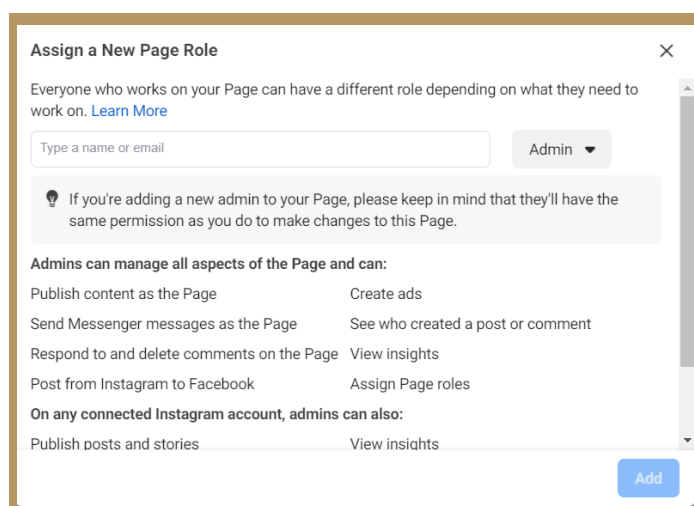 Assign a New Page Role
Everyone who works on your Page can have a different role depending on what they need to
work on. Learn More
Type a name or email
Admin
If you're adding a new admin to your Page, please keep in mind that they'll have the
same permission as you do to make changes to this Page.
Admins can manage all aspects of the Page and can:
Publish content as the Page Create ads
Send Messenger messages as the Page See who created a post or comment
Respond to and delete comments on the Page View insights
Post from Instagram to Facebook Assign Page roles
On any connected Instagram account, admins can also:
Publish posts and stories View insights
Add